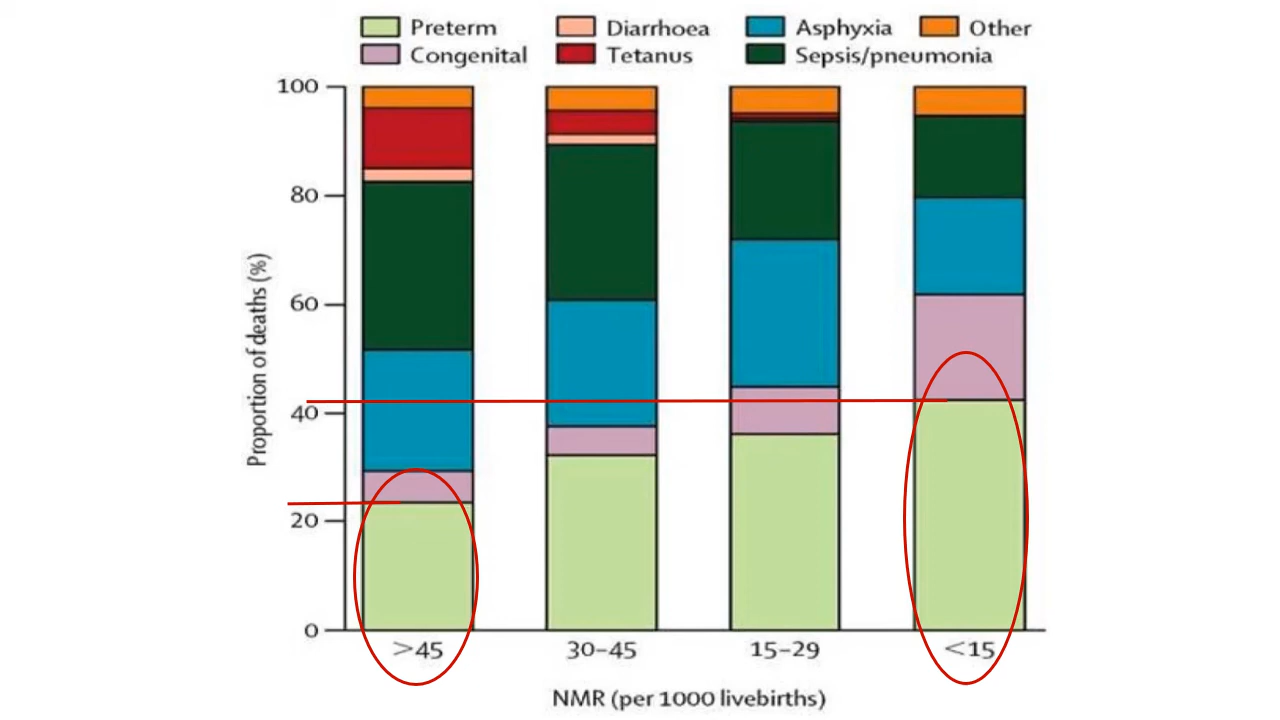 Preterm Diarrhoea Asphyxia Other
Congenital Tetanus Sepsis/pneumonia
100
80
60
40
20
0
Proportion of deaths (%)
>45 30–45 15–29 <15
NMR (per 1000 livebirths)